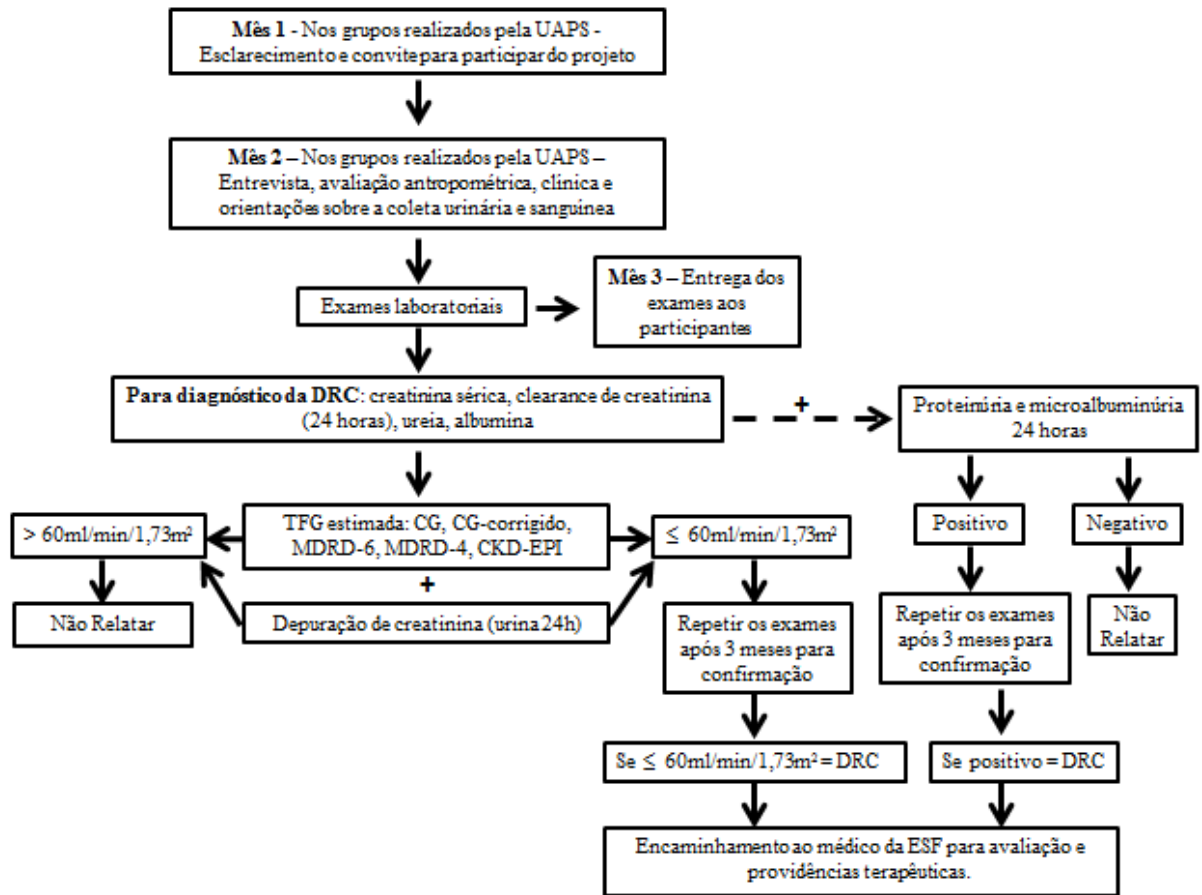 Mês 1 - Nos grupos realizados pela UAPS -
Esclarecimento e convite para participar do projeto
Mês 2 – Nos grupos realizados pela UAPS –
Entrevista, avaliação antropométrica, clínica e
orientações sobre a coleta urinária e sanguínea
Exames laboratoriais
Mês 3 – Entrega dos
exames aos
participantes
Para diagnóstico da DRC: creatinina sérica, clearance de creatinina
(24 horas), ureia, albumina
+
Proteinúria e microalbuminúria
24 horas
> 60ml/min/1,73m²
TFG estimada: CG, CG-corrigido,
MDRD-6, MDRD-4, CKD-EPI
≤ 60ml/min/1,73m²
Positivo
Negativo
+
Não Relatar
Depuração de creatinina (urina 24h)
Repetir os exames
após 3 meses para
confirmação
Repetir os exames
após 3 meses para
confirmação
Não
Relatar
Se ≤ 60ml/min/1,73m² = DRC
Se positivo = DRC
Encaminhamento ao médico da ESF para avaliação e
providências terapêuticas.